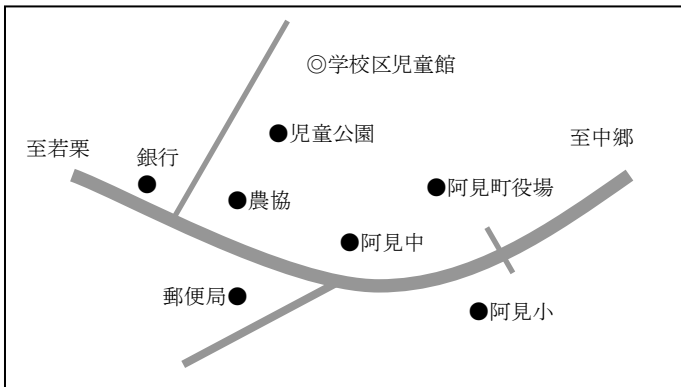 ◎学校区児童館
●児童公園
至若栗
銀行
至中郷
●農協
●阿見町役場
●阿見中
郵便局●
●阿見小